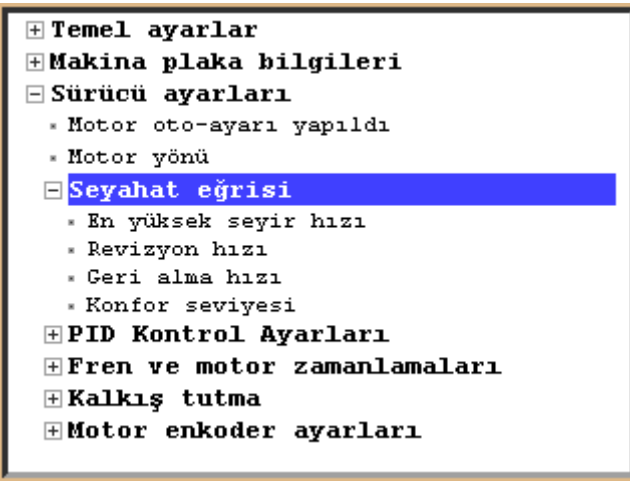 Temel ayarlar
Makina plaka bilgileri
Sürücü ayarları
Motor oto-ayarı yapıldı
Motor yönü
Seyahat eğrisi
En yüksek seyir hızı
Revizyon hızı
Geri alma hızı
Konfor seviyesi
PID Kontrol Ayarları
Fren ve motor zamanlamaları
Kalkış tutma
Motor enkoder ayarları